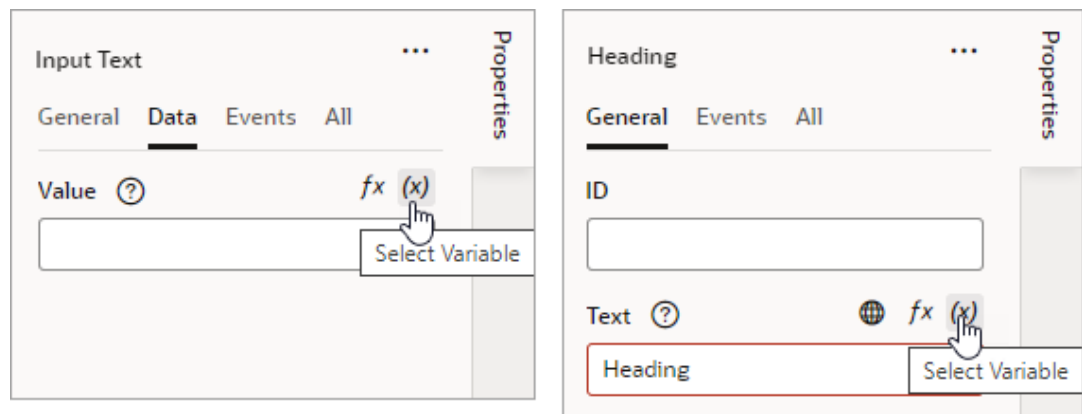 Input Text ...
Properties
General Data Events All
Value ? fx (x)
Select Variable
Heading ...
Properties
General Events All
ID
Text ? fx (x)
Heading
Select Variable